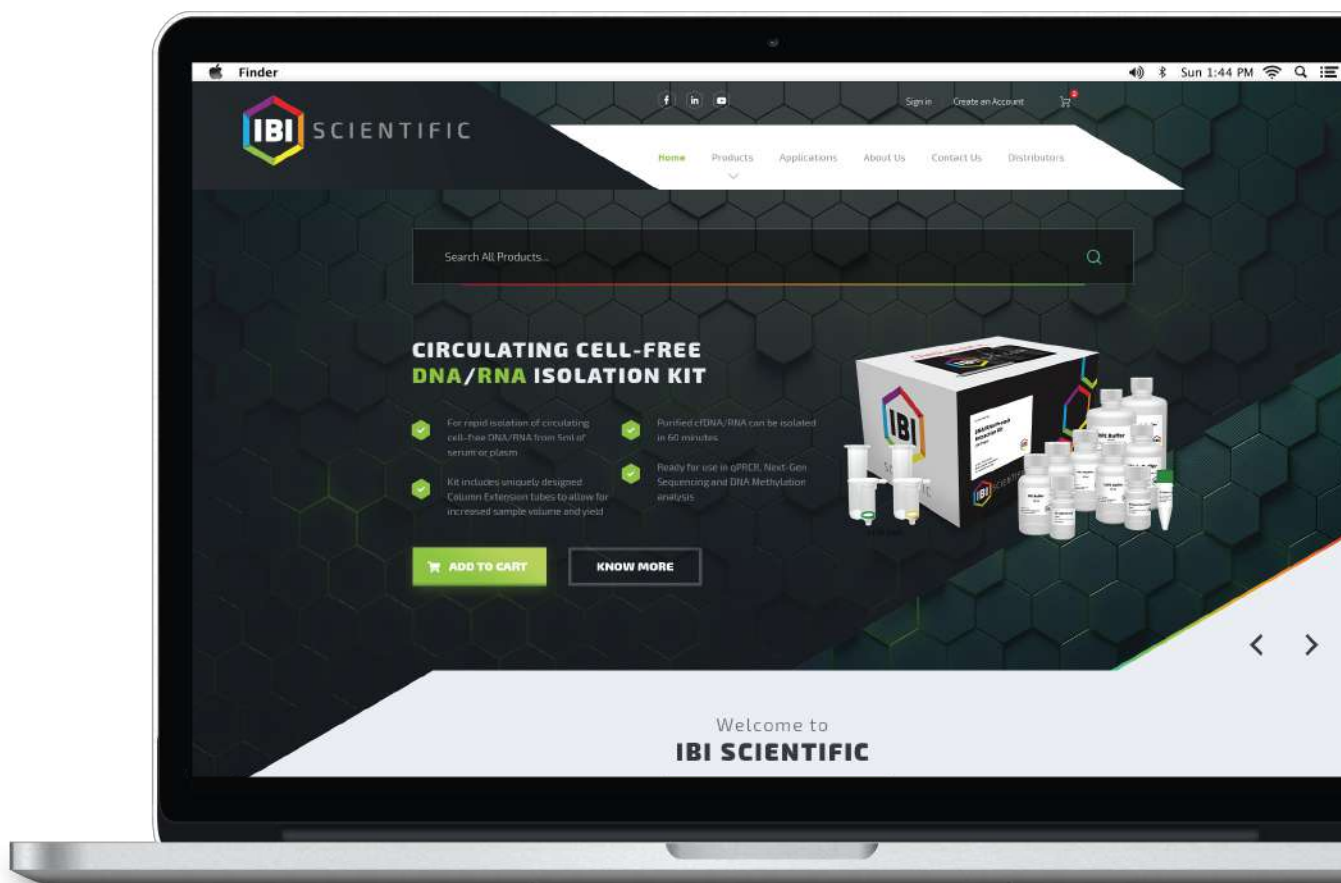 Finder
Sun 1:44 PM
IBI SCIENTIFIC
Sign in Create an Account
Home Products Applications About Us Contact Us Distributors
Search All Products...
CIRCULATING CELL-FREE
DNA/RNA ISOLATION KIT
For rapid isolation of circulating
cell-free DNA/RNA from 5ml of
serum or plasm
Kit includes uniquely designed
Column Extension tubes to allow for
increased sample volume and yield
Purified cfDNA/RNA can be isolated
in 60 minutes
Ready for use in qPRCR, Next-Gen
Sequencing and DNA Methylation
analysis
ADD TO CART
KNOW MORE
IBI
IBI SCIENTIFIC
Buffer
Welcome to
IBI SCIENTIFIC